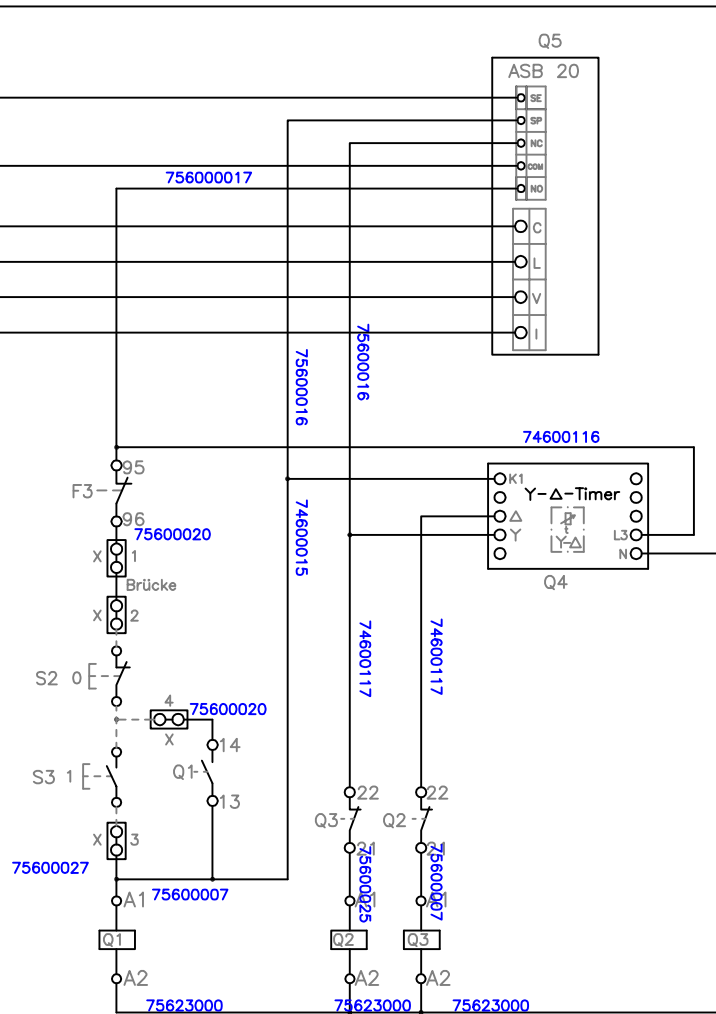 Q5
ASB 20
SE
SP
NC
COM
756000017
NO
C
L
V
I
75600016
75600016
74600116
95
K1
F3
Y-Δ-Timer
96
Δ
75600020
74600015
Y
L3
Y-Δ
X
1
N
Brücke
Q4
X
2
74600117
74600117
S2 0
4
75600020
X
14
S3 1
Q1
22
22
13
Q3
Q2
X
3
21
21
75600027
75600025
75600007
75600007
A1
A1
A1
Q1
Q2
Q3
A2
A2
A2
75623000
75623000
75623000